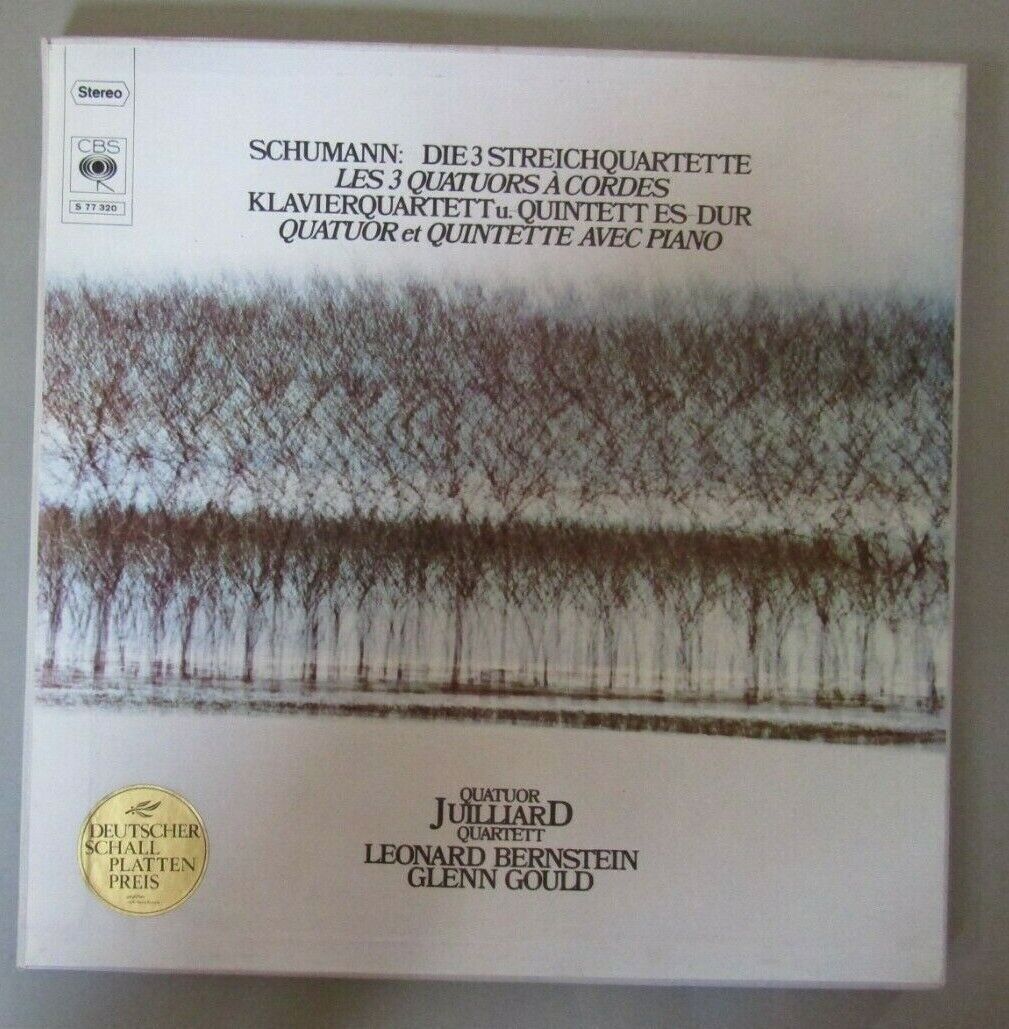 Stereo
CBS
S 77 320
SCHUMANN: DIE 3 STREICHQUARTETTE
LES 3 QUATUORS À CORDES
KLAVIERQUARTETT u. QUINTETT ES-DUR
QUATUOR et QUINTETTE AVEC PIANO
QUATUOR
JUILLIARD
QUARTETT
LEONARD BERNSTEIN
GLENN GOULD
DEUTSCHER
SCHALL
PLATTEN
PREIS